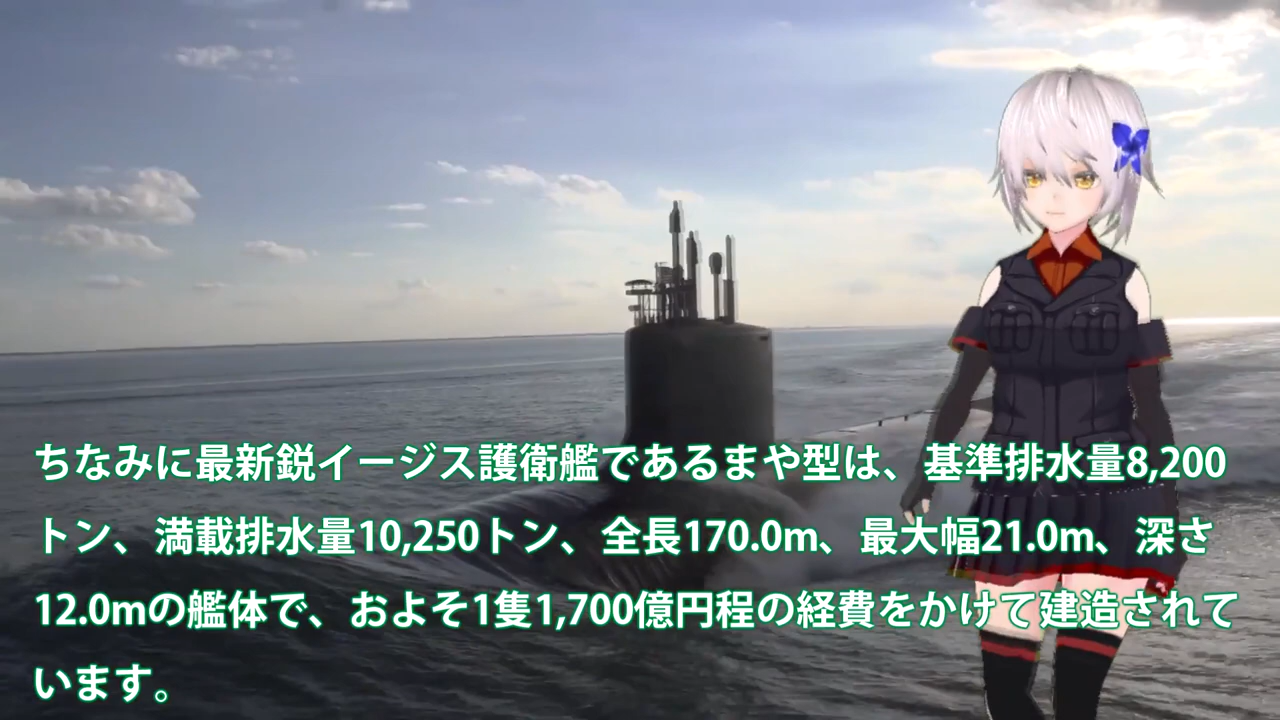 ちなみに最新鋭イージス護衛艦であるまや型は、基準排水量8,200
トン、満載排水量10,250トン、全長170.0m、最大幅21.0m、深さ
12.0mの艦体で、およそ1隻1,700億円程の経費をかけて建造されて
います。